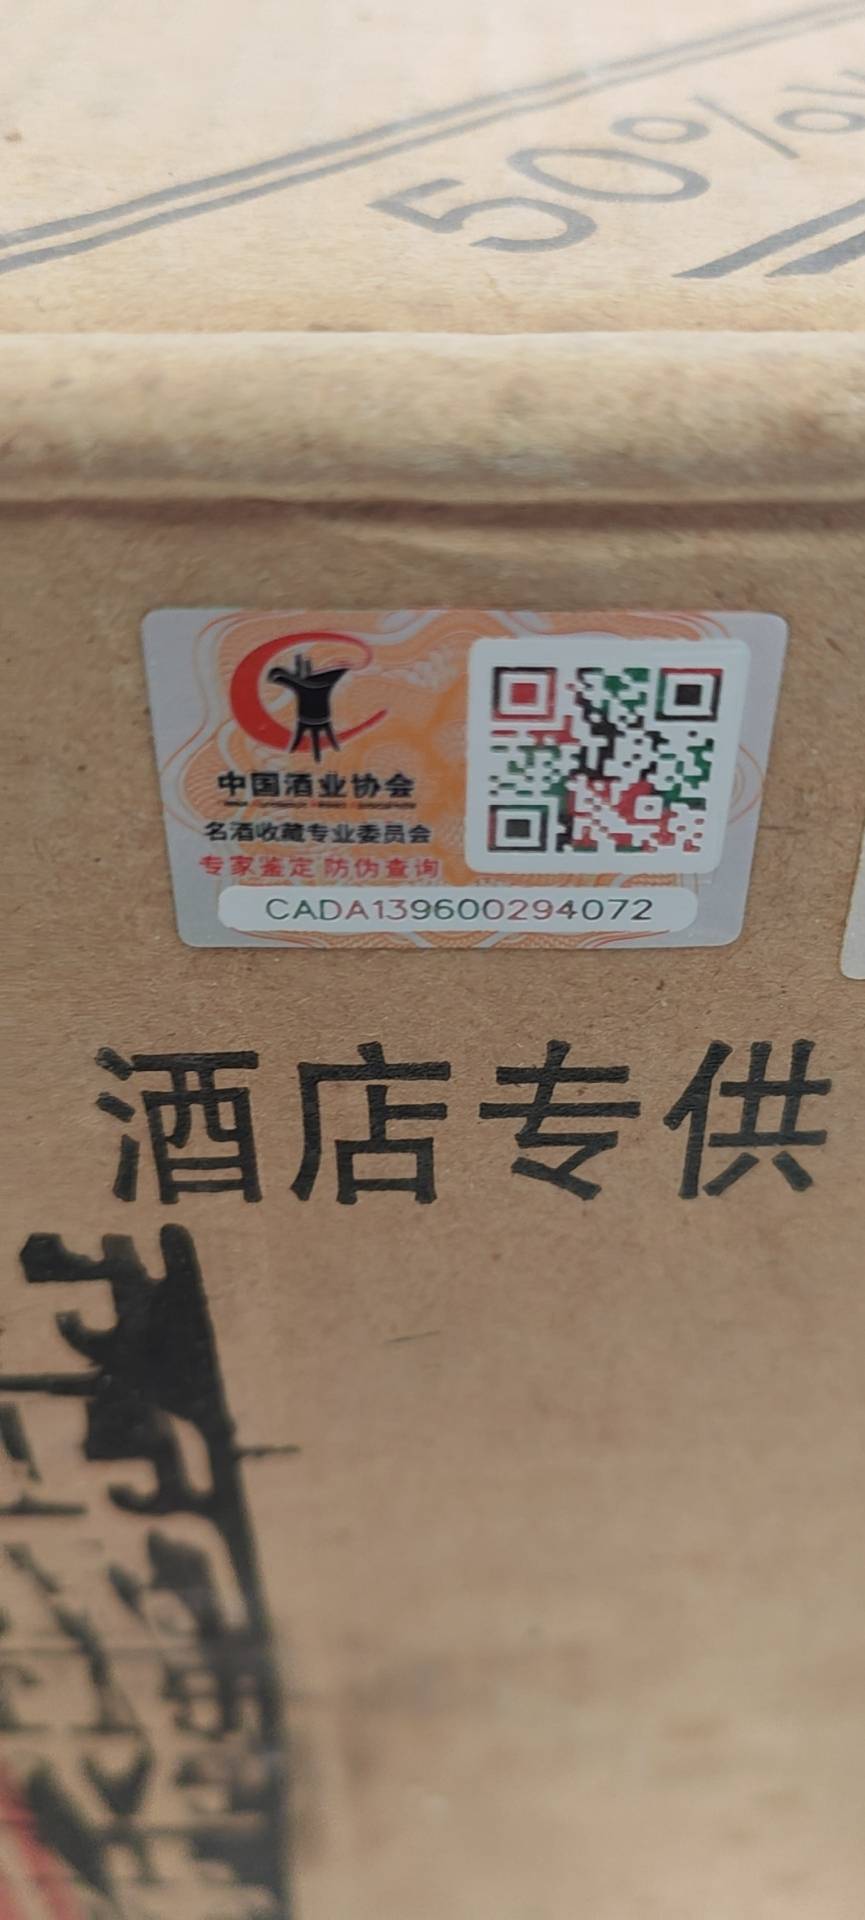 50%
中国酒业协会
名酒收藏专业委员会
专家鉴定 防伪查询
CADA139600294072
酒店专供